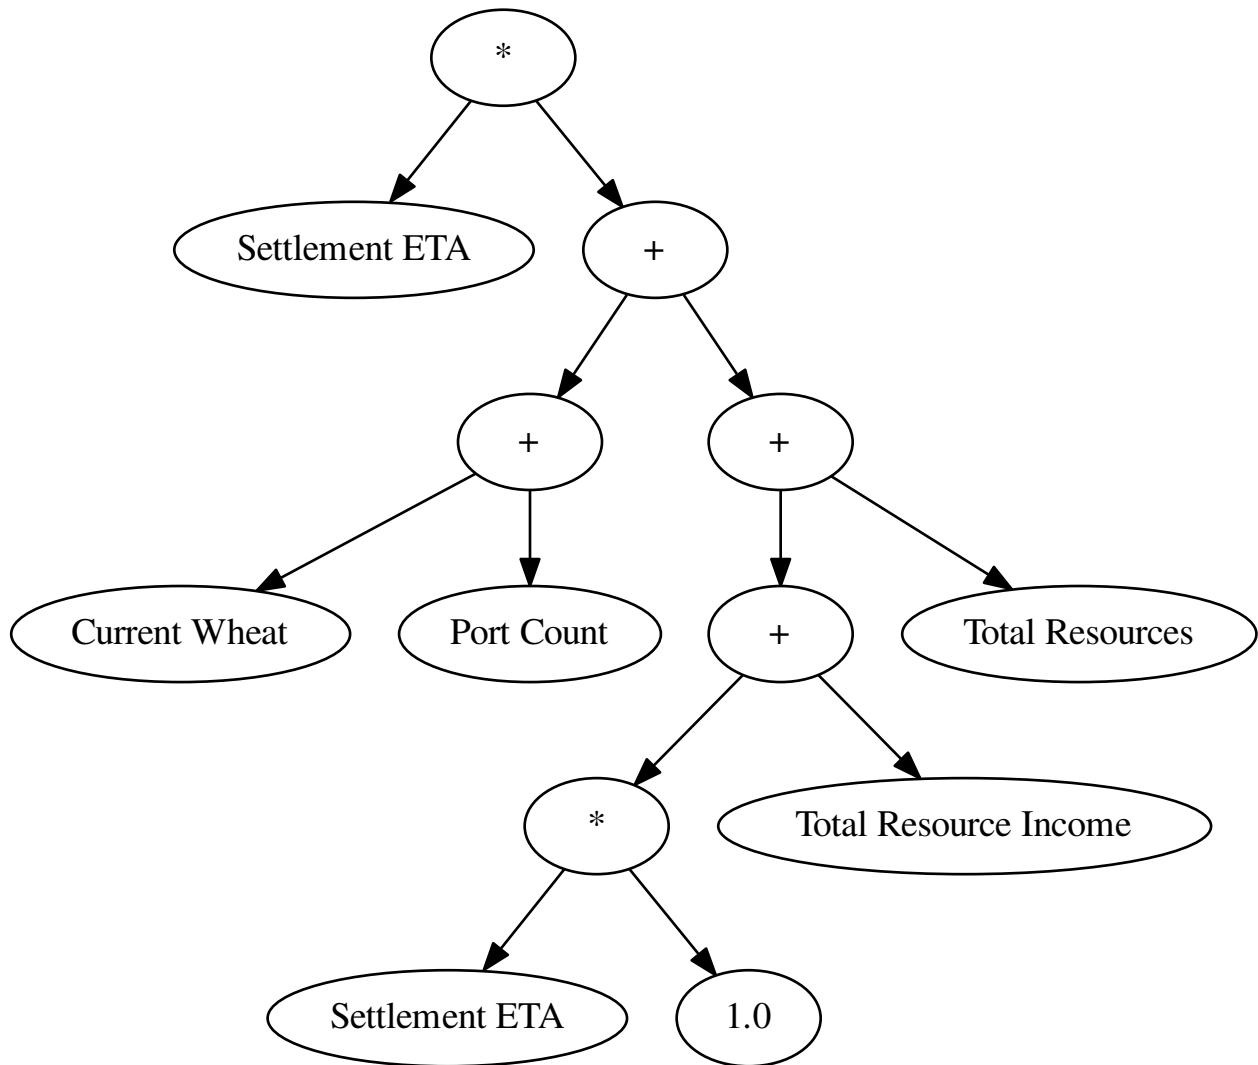 *
Settlement ETA
+
+
+
Current Wheat
Port Count
+
Total Resources
*
Total Resource Income
Settlement ETA
1.0